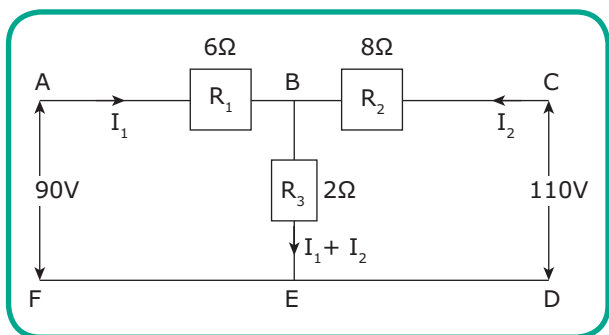 6Ω 8Ω
A B C
R₁ R₂
I₁ I₂
90V R₃ 2Ω 110V
I₁+ I₂
F E D